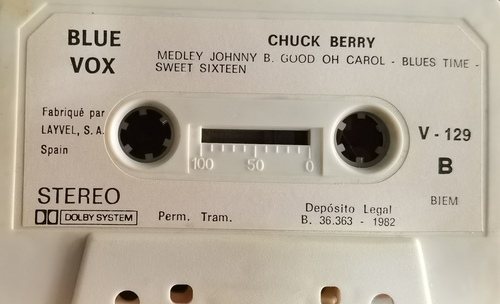 BLUE VOX
CHUCK BERRY
MEDLEY JOHNNY B. GOOD OH CAROL - BLUES TIME -
SWEET SIXTEEN
Fabriqué par
LAYVEL, S.A.
Spain
100 50 0
V - 129
B
STEREO
DOLBY SYSTEM
Perm. Tram.
Depósito Legal
B. 36.363 - 1982
BIEM